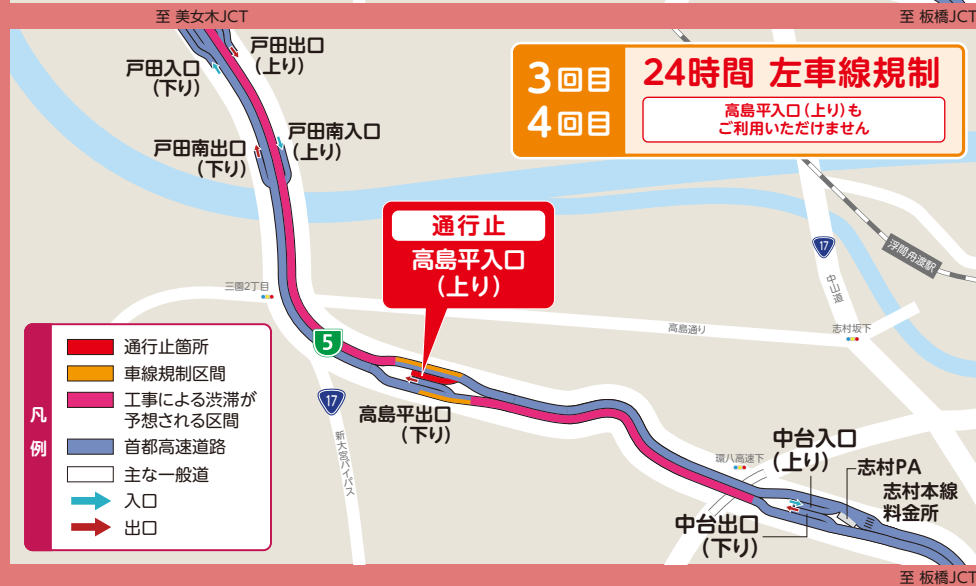 至 美女木JCT
至 板橋JCT
戸田出口
(上り)
戸田入口
(下り)
3回目
4回目
24時間 左車線規制
高島平入口(上り)も
ご利用いただけません
戸田南入口
(上り)
戸田南出口
(下り)
通行止
高島平入口
(上り)
17
中山道
浮間舟渡駅
三園2丁目
高島通り
志村坂下
5
凡例
通行止箇所
車線規制区間
工事による渋滞が
予想される区間
首都高速道路
主な一般道
入口
出口
17
新大宮バイパス
高島平出口
(下り)
環八高速下
中台入口
(上り)
志村PA
志村本線
料金所
中台出口
(下り)
至 板橋JCT